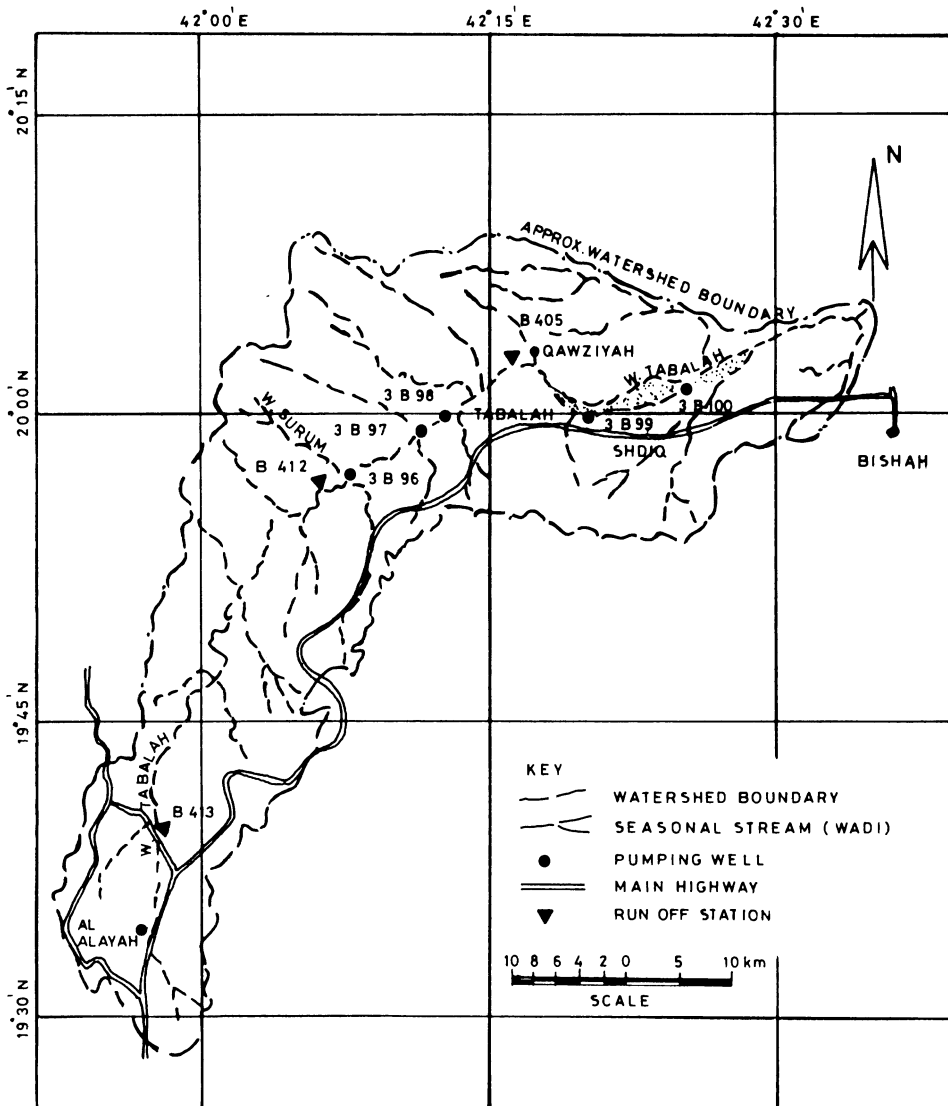 42°00'E
42°15'E
42°30'E
20°15'N
N
APPROX. WATERSHED BOUNDARY
B 405
QAWZIYAH
W. TABALAH
3 B 98
20°00'N
TABALAH
3 B 100
W. SURUM
3 B 97
3 B 99
SHDIQ
B 412
3 B 96
BISHAH
19°45'N
W. TABALAH
B 413
AL
ALAYAH
19°30'N
KEY
WATERSHED BOUNDARY
SEASONAL STREAM (WADI)
PUMPING WELL
MAIN HIGHWAY
RUN OFF STATION
10 8 6 4 2 0 5 10 km
SCALE